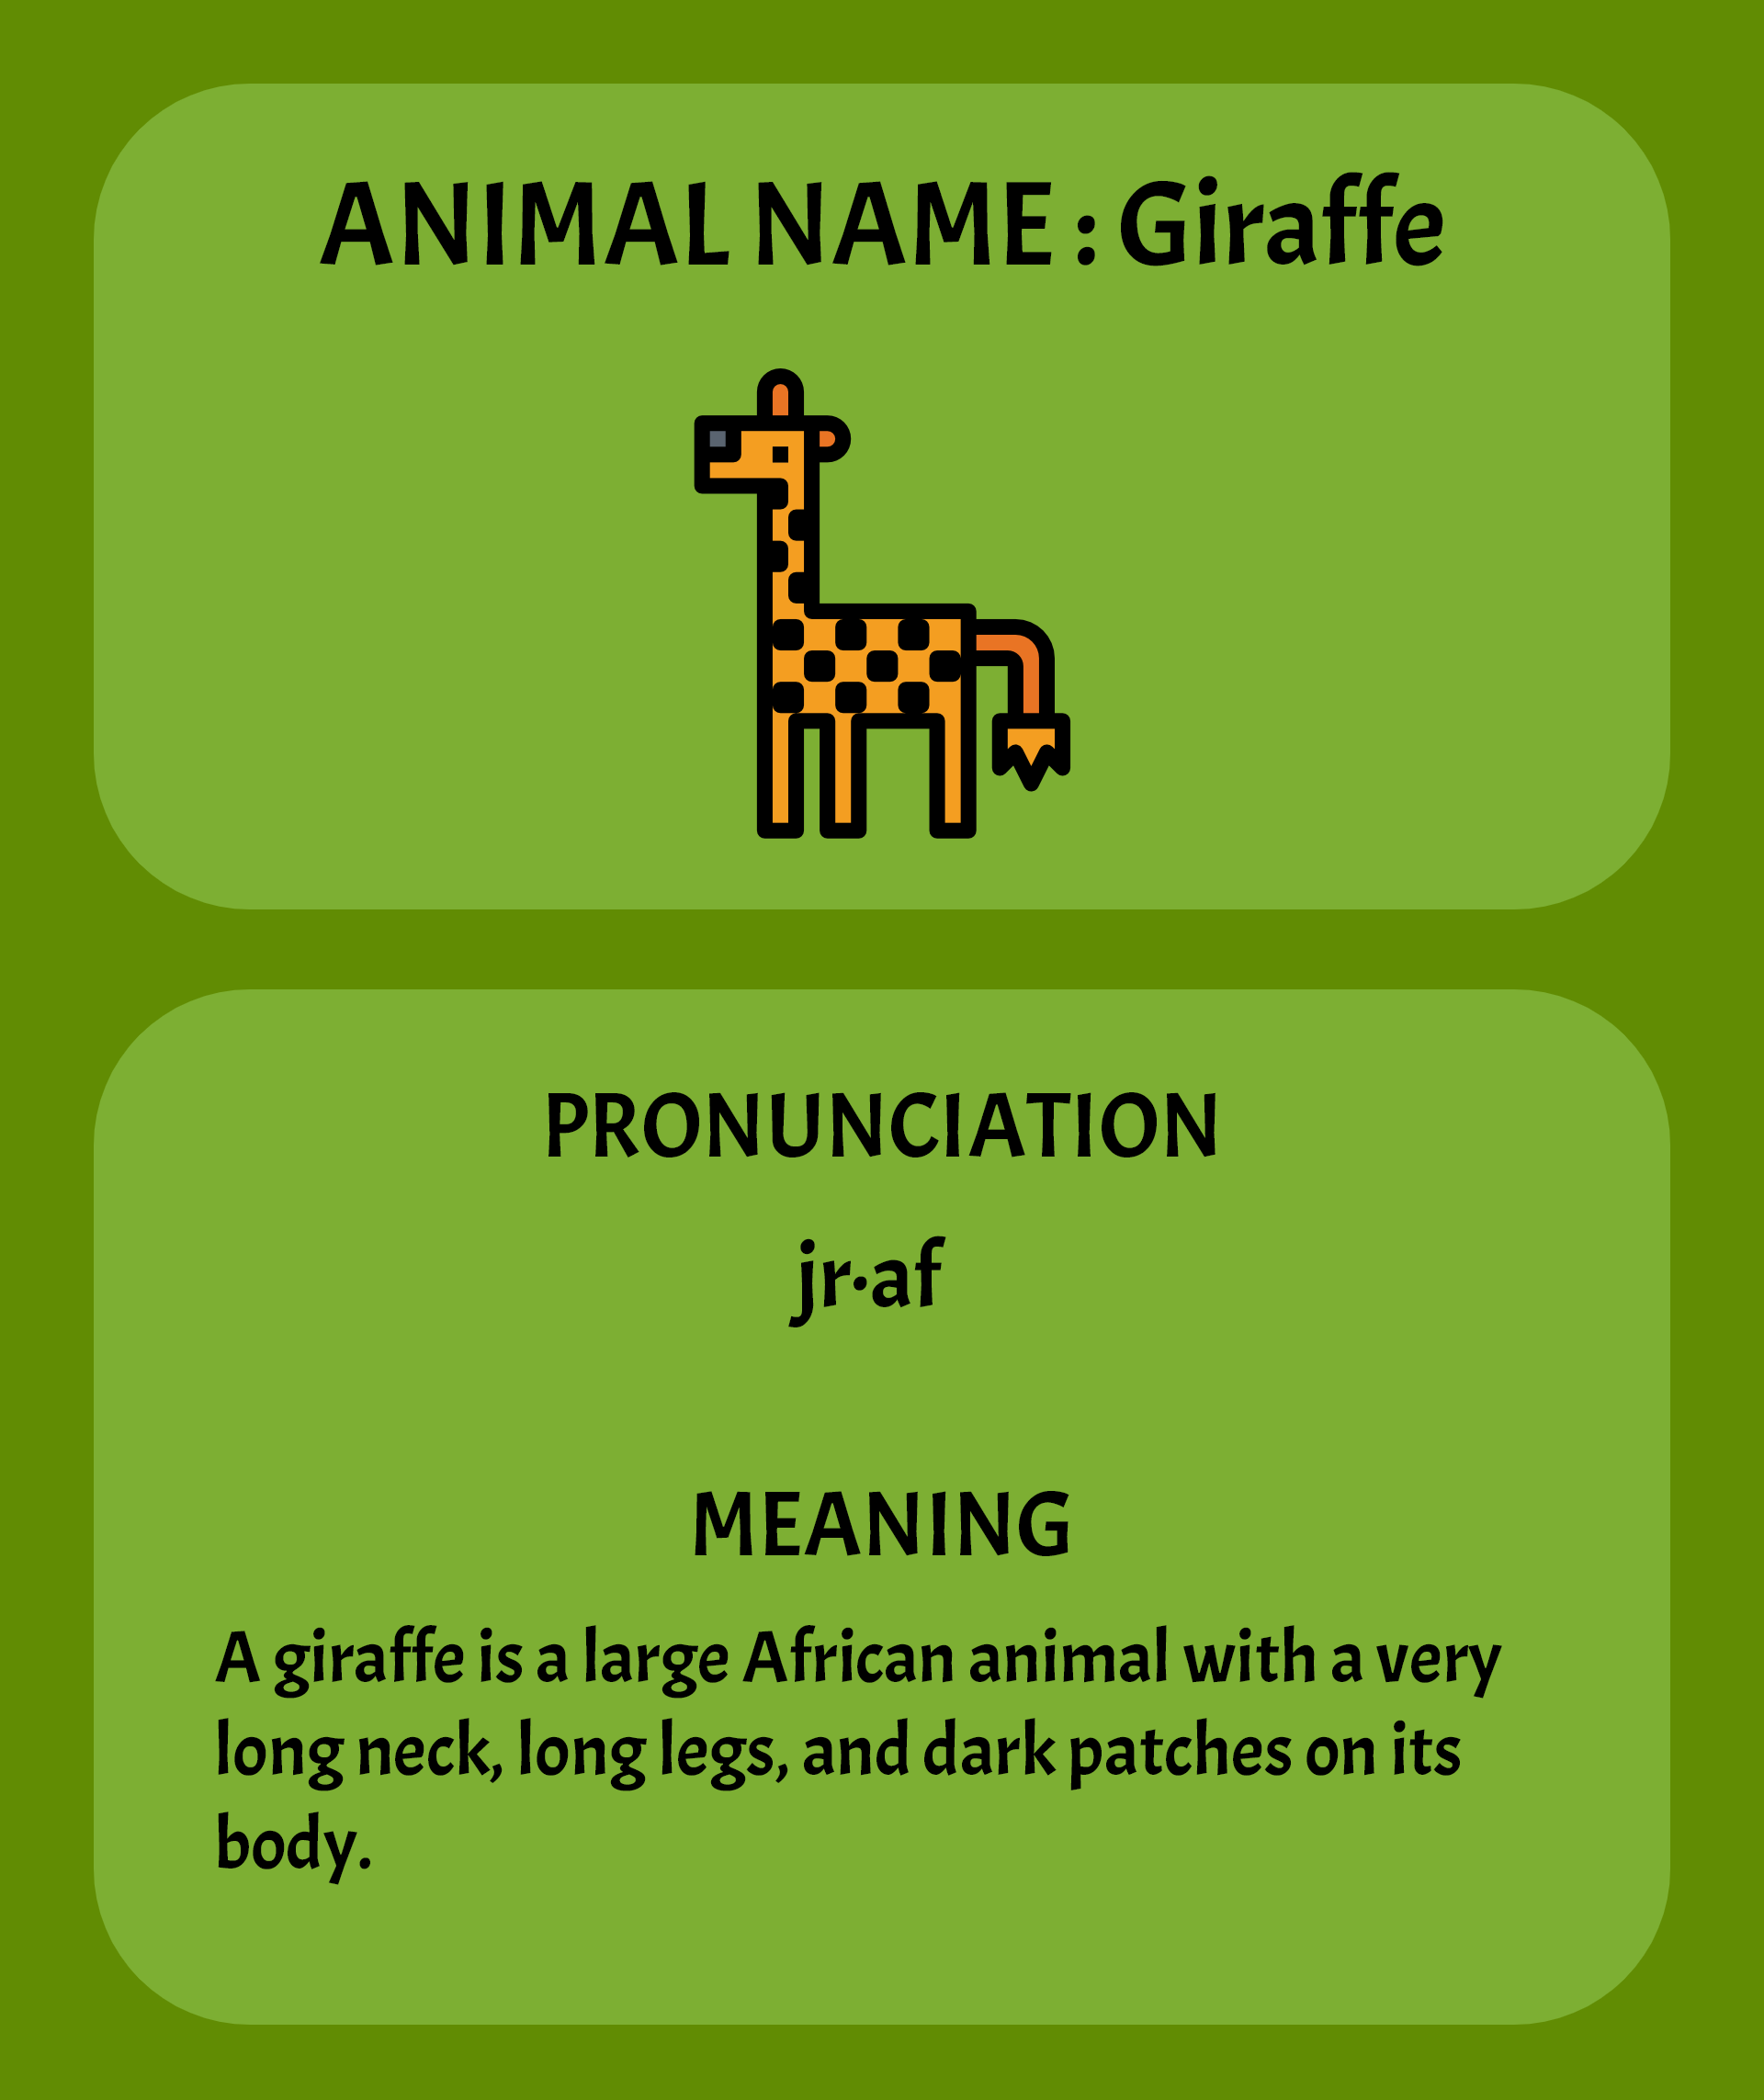 ANIMAL NAME : Giraffe
PRONUNCIATION
jr·af
MEANING
A giraffe is a large African animal with a very
long neck, long legs, and dark patches on its
body.